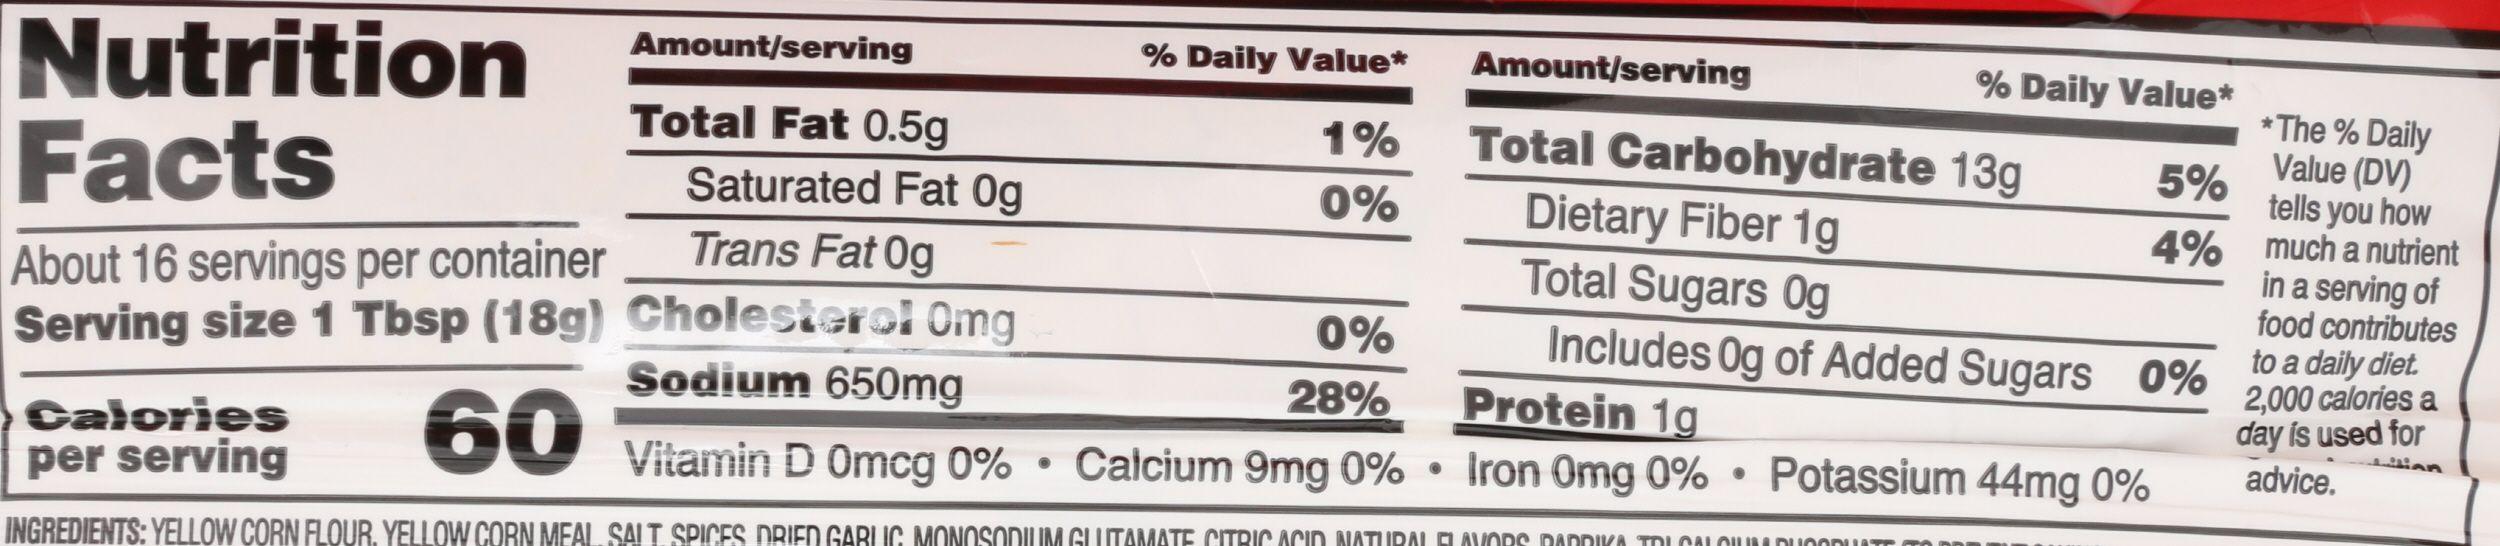 Nutrition
Facts
About 16 servings per container
Serving size 1 Tbsp (18g)
Calories
per serving 60
Amount/serving % Daily Value*
Total Fat 0.5g 1%
Saturated Fat 0g 0%
Trans Fat 0g
Cholesterol 0mg 0%
Sodium 650mg 28%
Amount/serving % Daily Value*
Total Carbohydrate 13g 5%
Dietary Fiber 1g 4%
Total Sugars 0g
Includes 0g of Added Sugars 0%
Protein 1g
Vitamin D 0mcg 0% • Calcium 9mg 0% • Iron 0mg 0% • Potassium 44mg 0%
*The % Daily
Value (DV)
tells you how
much a nutrient
in a serving of
food contributes
to a daily diet.
2,000 calories a
day is used for
advice.
INGREDIENTS: YELLOW CORN FLOUR, YELLOW CORN MEAL, SALT, SPICES, DRIED GARLIC, MONOSODIUM GLUTAMATE, CITRIC ACID, NATURAL FLAVORS, PAPRIKA